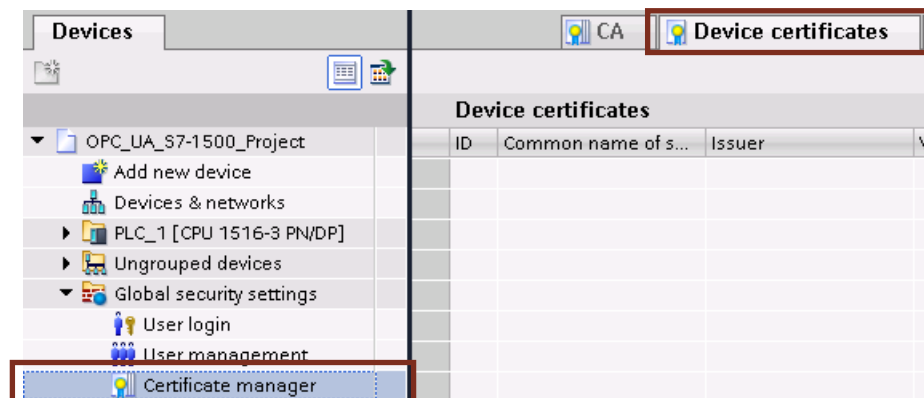 Devices
CA
Device certificates
Device certificates
ID Common name of s... Issuer
OPC_UA_S7-1500_Project
Add new device
Devices & networks
PLC_1 [CPU 1516-3 PN/DP]
Ungrouped devices
Global security settings
User login
User management
Certificate manager